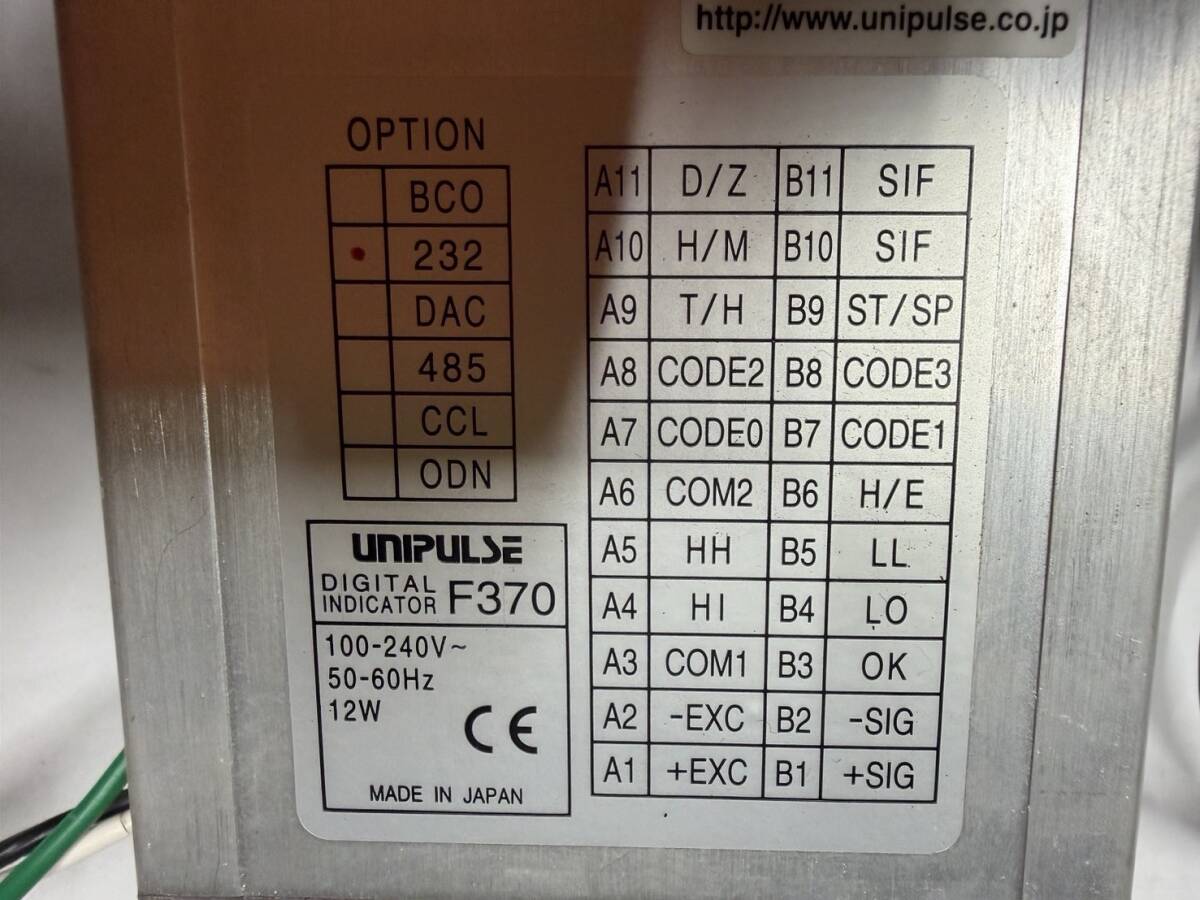 http://www.unipulse.co.jp
OPTION
BCO
232
DAC
485
CCL
ODN
UNIPULSE
DIGITAL INDICATOR F370
100-240V~
50-60Hz
12W
CE
MADE IN JAPAN
A11 D/Z B11 SIF
A10 H/M B10 SIF
A9 T/H B9 ST/SP
A8 CODE2 B8 CODE3
A7 CODE0 B7 CODE1
A6 COM2 B6 H/E
A5 HH B5 LL
A4 HI B4 LO
A3 COM1 B3 OK
A2 -EXC B2 -SIG
A1 +EXC B1 +SIG